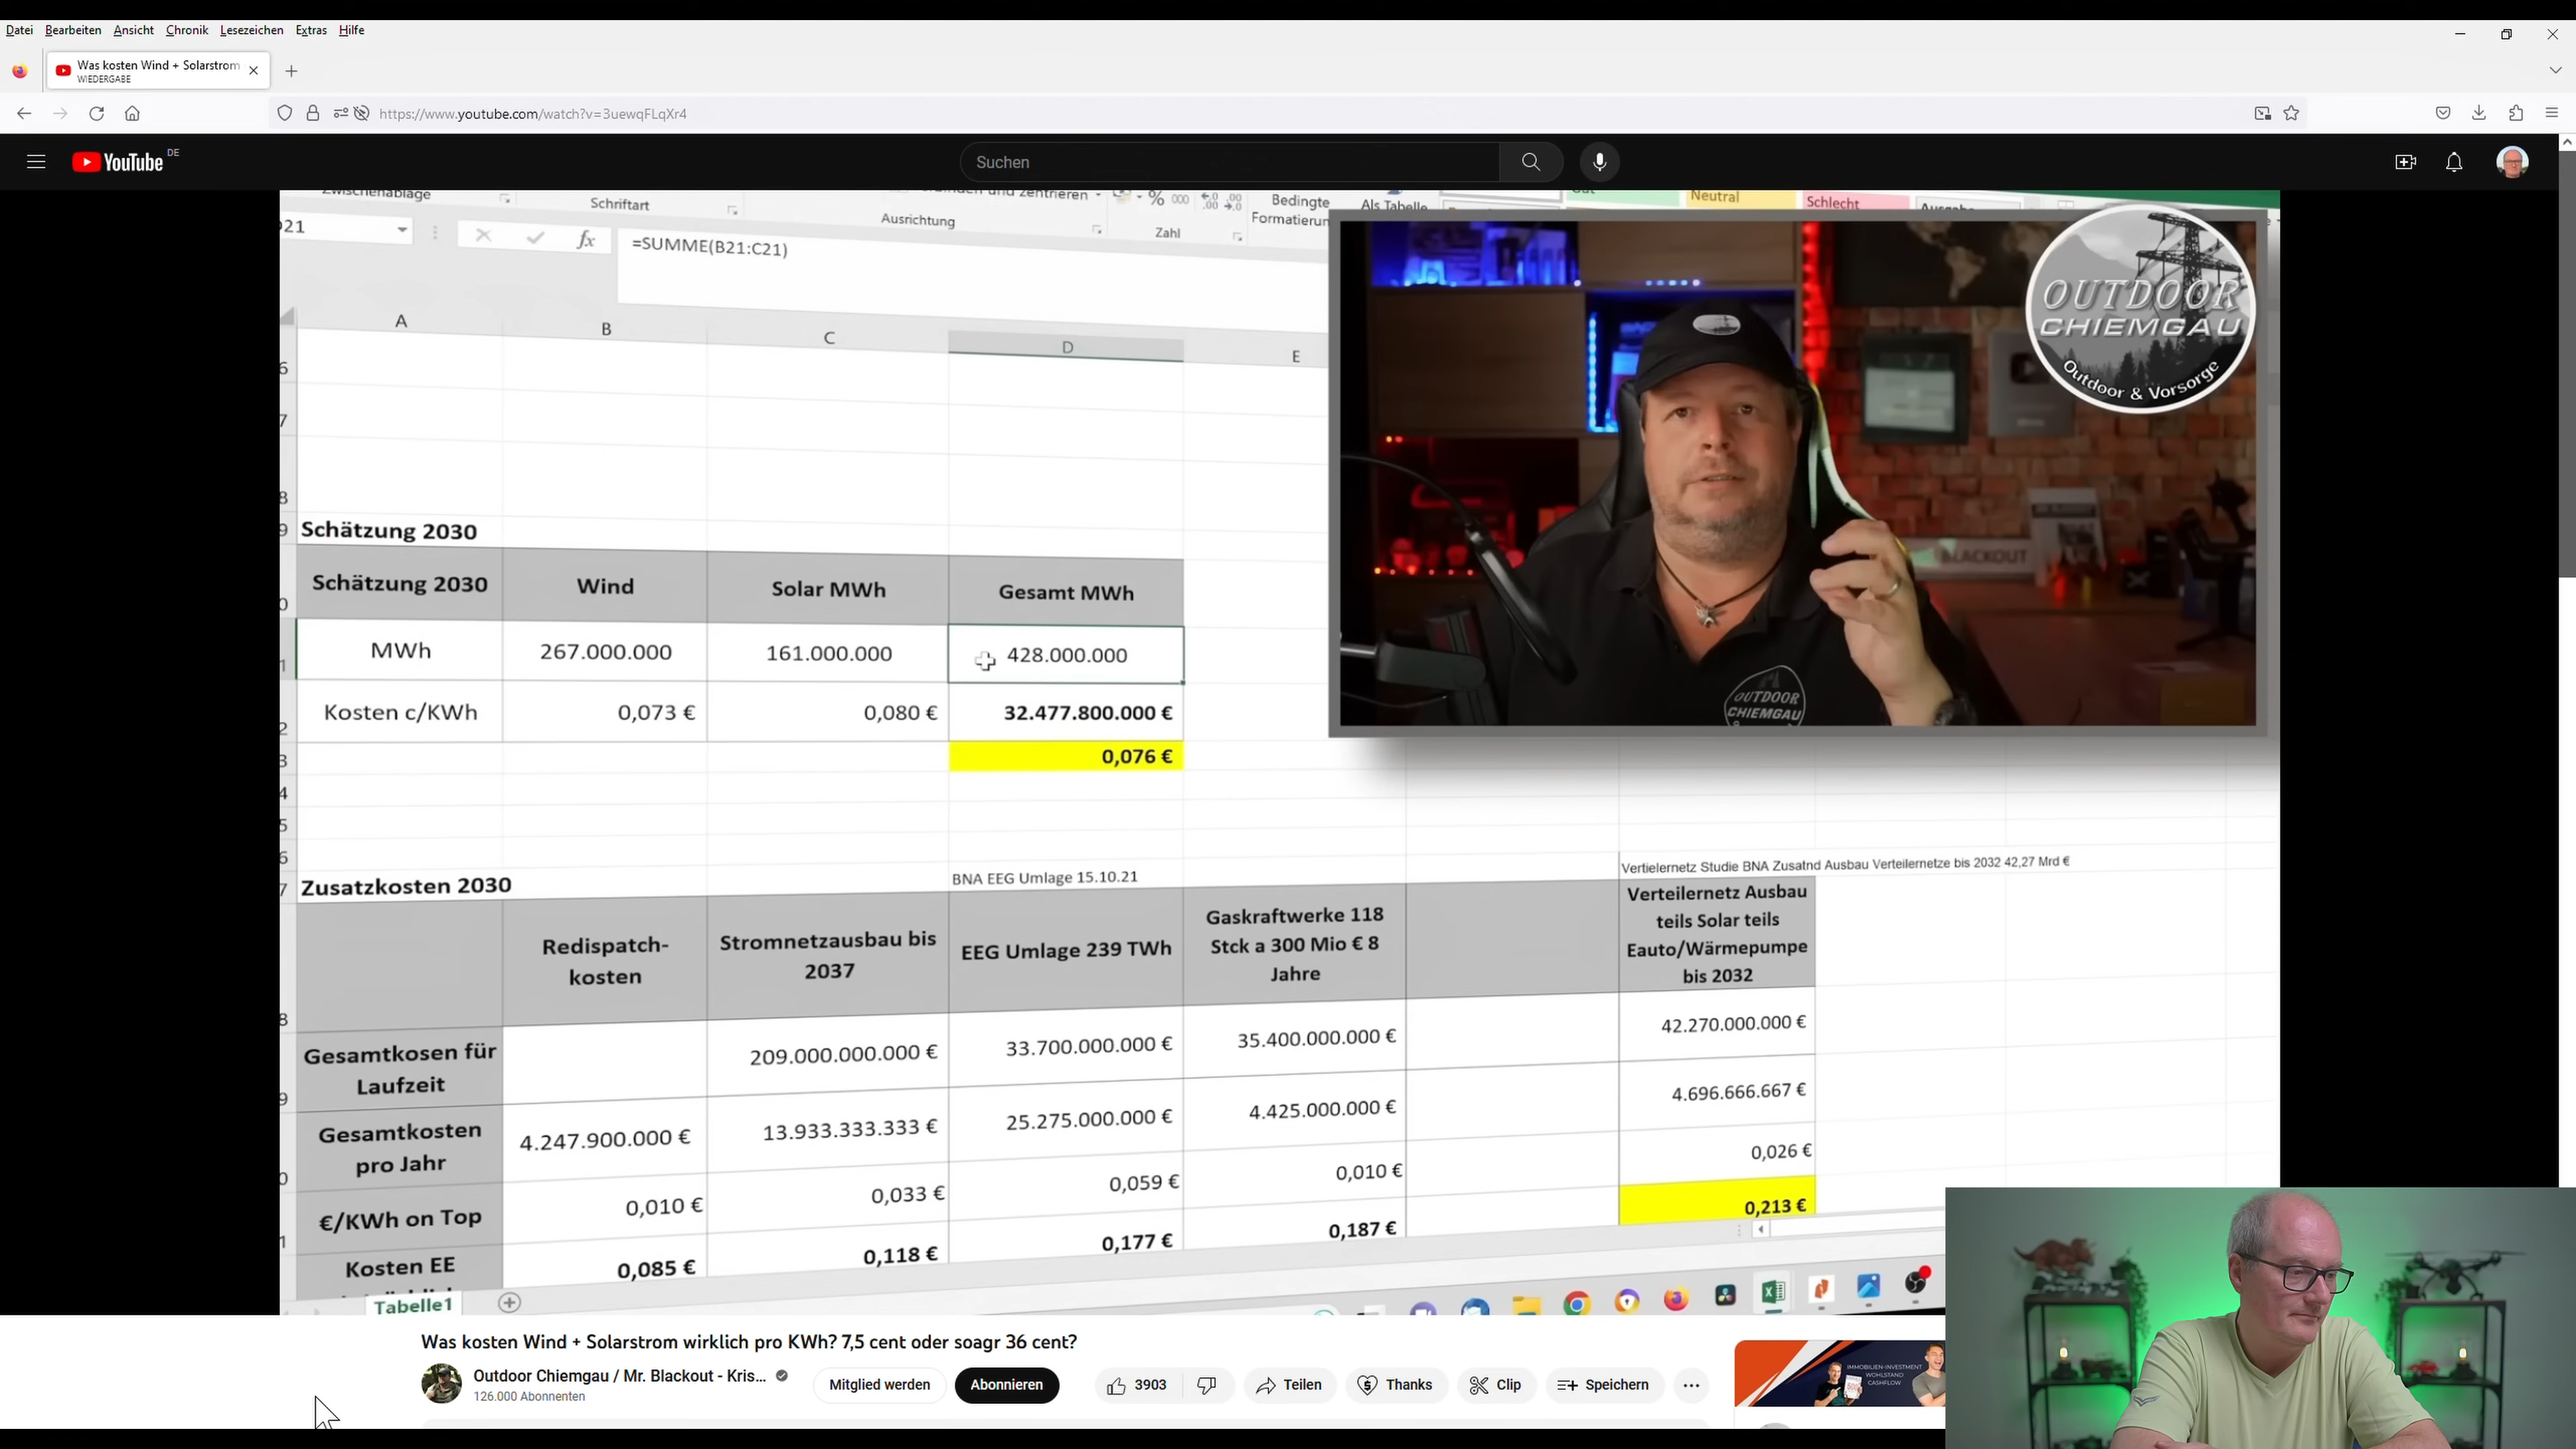 Datei Bearbeiten Ansicht Chronik Lesezeichen Extras Hilfe
Was kosten Wind + Solarstrom
WIEDERGABE
https://www.youtube.com/watch?v=3uewqFLqXr4
YouTube DE
Suchen
Schriftart
Ausrichtung
Zahl
Bedingte
Formatierun
Als Tabelle
Neutral
Schlecht
=SUMME(B21:C21)
A B C D E
OUTDOOR
CHIEMGAU
Outdoor & Vorsorge
BLACKOUT
OUTDOOR
CHIEMGAU
Schätzung 2030
Schätzung 2030 Wind Solar MWh Gesamt MWh
MWh 267.000.000 161.000.000 428.000.000
Kosten c/KWh 0,073 € 0,080 € 32.477.800.000 €
0,076 €
Vertielernetz Studie BNA Zusatnd Ausbau Verteilernetze bis 2032 42,27 Mrd €
BNA EEG Umlage 15.10.21
Zusatzkosten 2030
Redispatch-
kosten
Stromnetzausbau bis
2037
EEG Umlage 239 TWh
Gaskraftwerke 118
Stck a 300 Mio € 8
Jahre
Verteilernetz Ausbau
teils Solar teils
Eauto/Wärmepumpe
bis 2032
Gesamtkosen für
Laufzeit
209.000.000.000 € 33.700.000.000 € 35.400.000.000 € 42.270.000.000 €
Gesamtkosten
pro Jahr
4.247.900.000 € 13.933.333.333 € 25.275.000.000 € 4.425.000.000 € 4.696.666.667 €
€/KWh on Top 0,010 € 0,033 € 0,059 € 0,010 € 0,026 €
Kosten EE
0,085 € 0,118 € 0,177 € 0,187 € 0,213 €
Tabelle1
Was kosten Wind + Solarstrom wirklich pro KWh? 7,5 cent oder soagr 36 cent?
Outdoor Chiemgau / Mr. Blackout - Kris...
126.000 Abonnenten
Mitglied werden Abonnieren 3903 Teilen Thanks Clip Speichern
IMMOBILIEN-INVESTMENT
WOHLSTAND
CASHFLOW